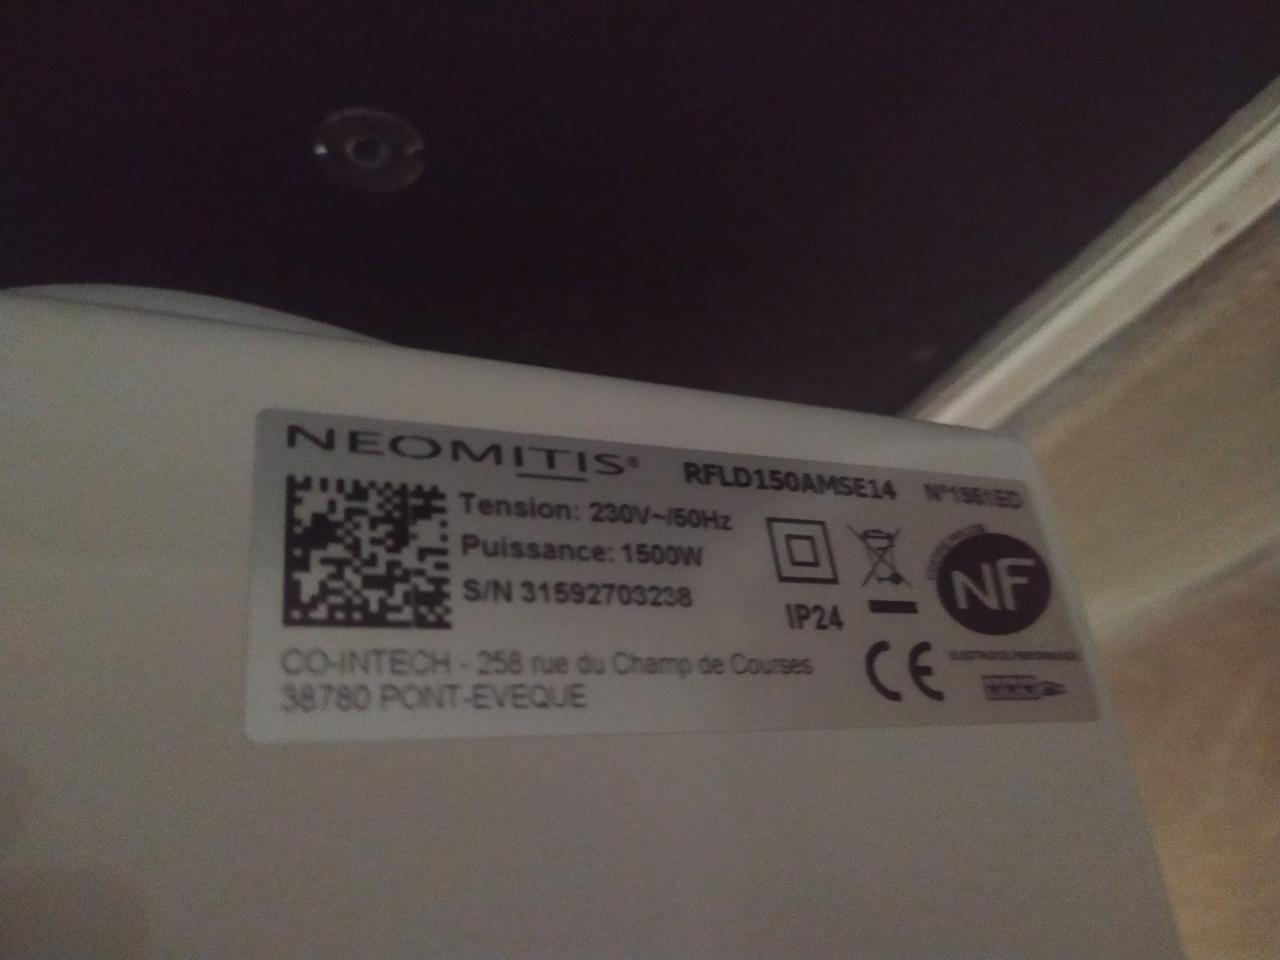 NEOMITIS® RFLD150AMSE14
Tension: 230V~/50Hz
Puissance: 1500W
S/N 31592703238
IP24
NF
CE
CO-INTECH - 258 rue du Champ de Courses
38780 PONT-EVEQUE